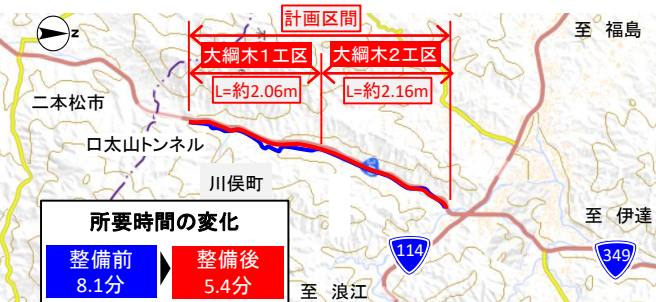 計画区間
至 福島
z
大綱木1工区
大綱木2工区
L=約2.06m
L=約2.16m
二本松市
口太山トンネル
川俣町
所要時間の変化
整備前
8.1分
整備後
5.4分
至 伊達
114
349
至 浪江